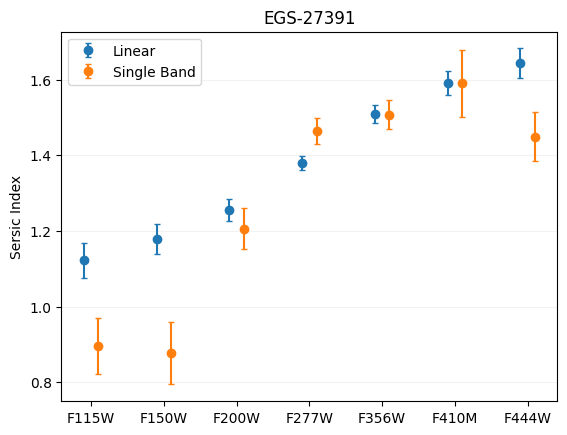 EGS-27391
Linear
Single Band
Sersic Index
1.6
1.4
1.2
1.0
0.8
F115W F150W F200W F277W F356W F410M F444W